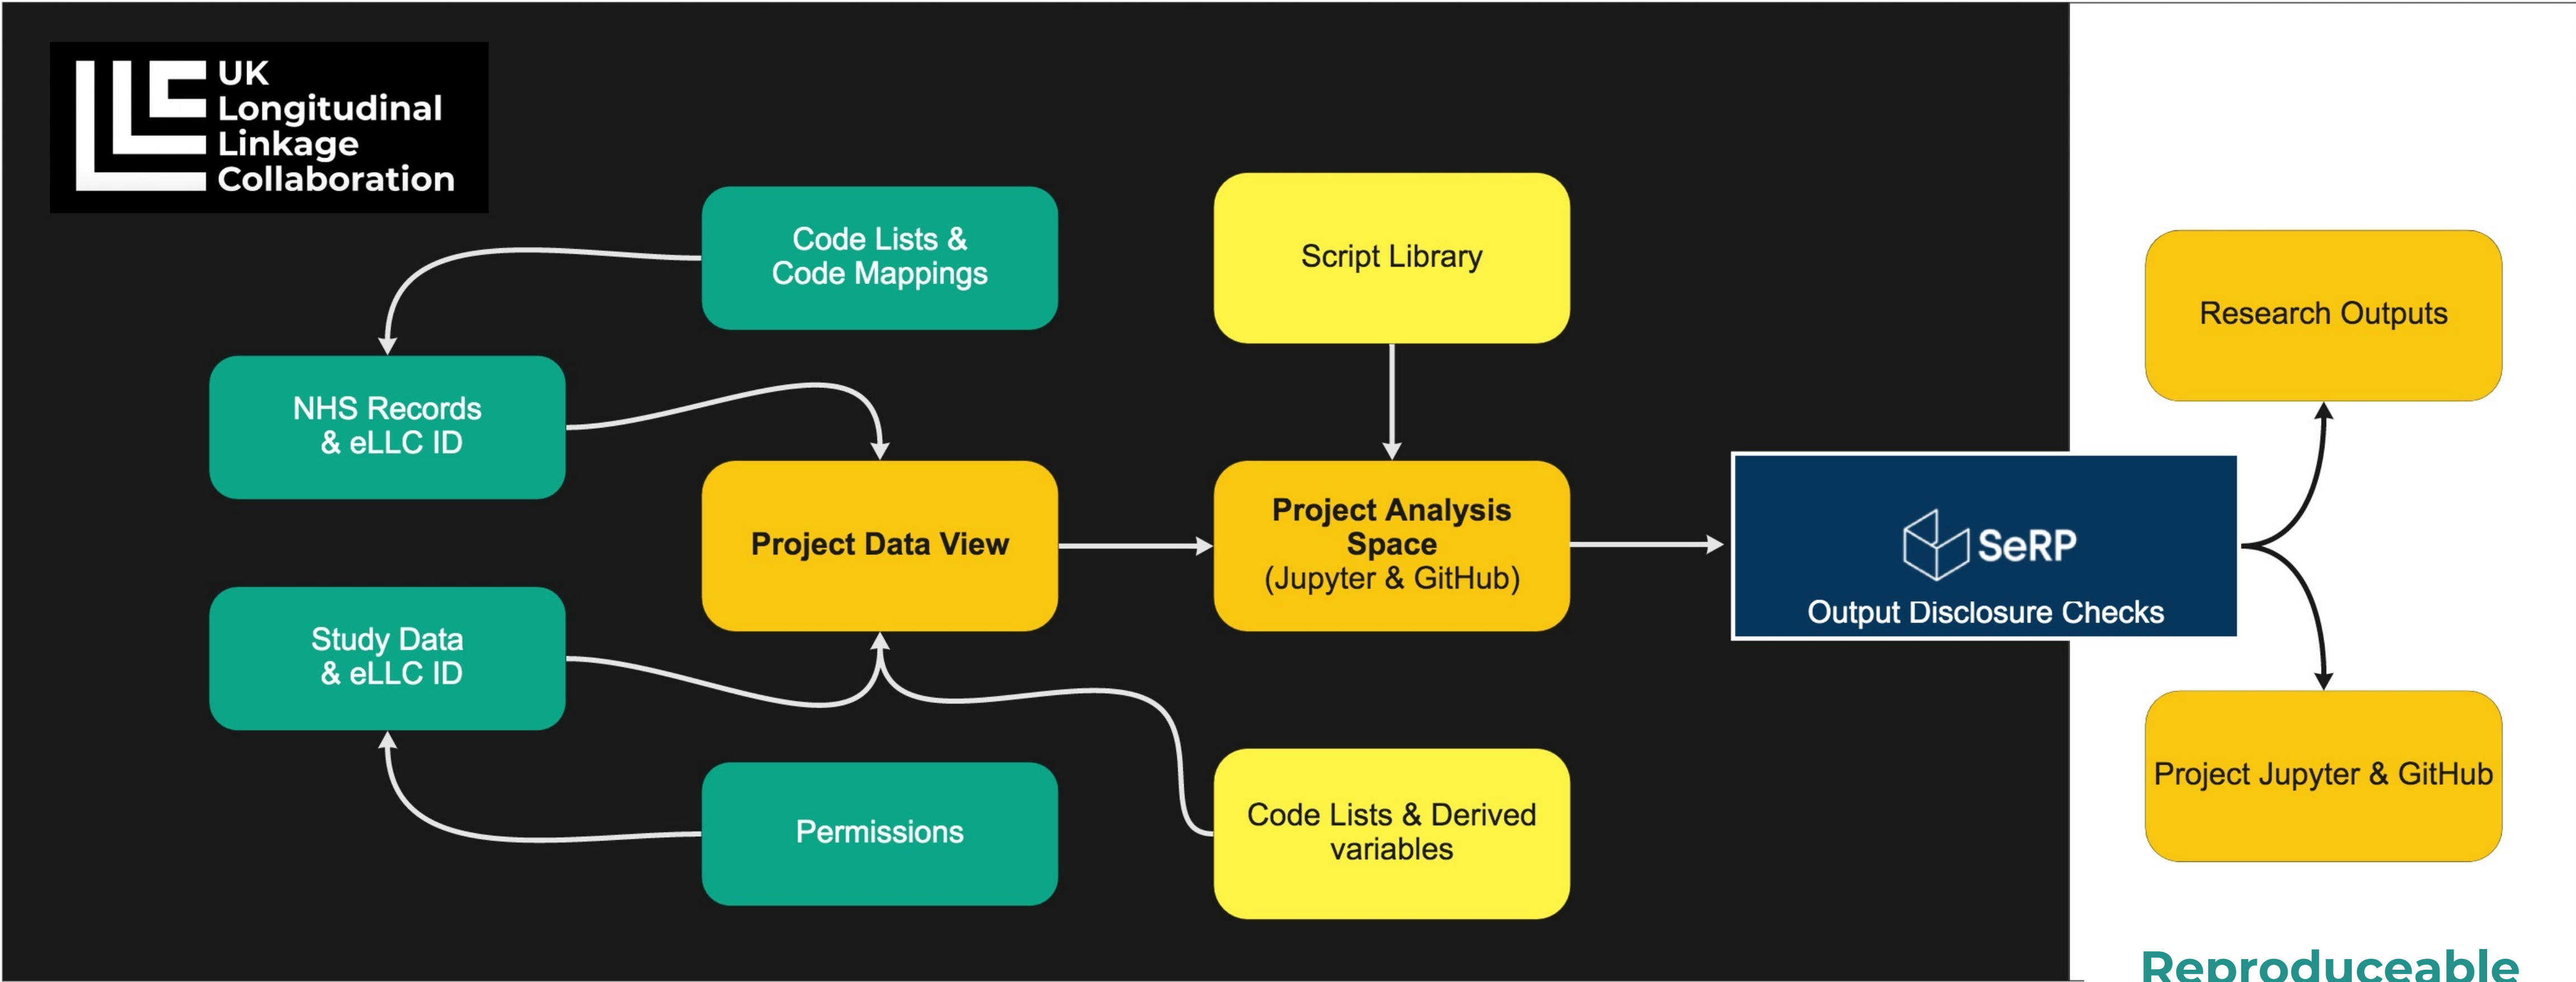 UK
Longitudinal
Linkage
Collaboration
Code Lists &
Code Mappings
Script Library
Research Outputs
NHS Records
& eLLC ID
Project Data View
Project Analysis
Space
(Jupyter & GitHub)
SeRP
Output Disclosure Checks
Study Data
& eLLC ID
Permissions
Code Lists & Derived
variables
Project Jupyter & GitHub
Reproduceable